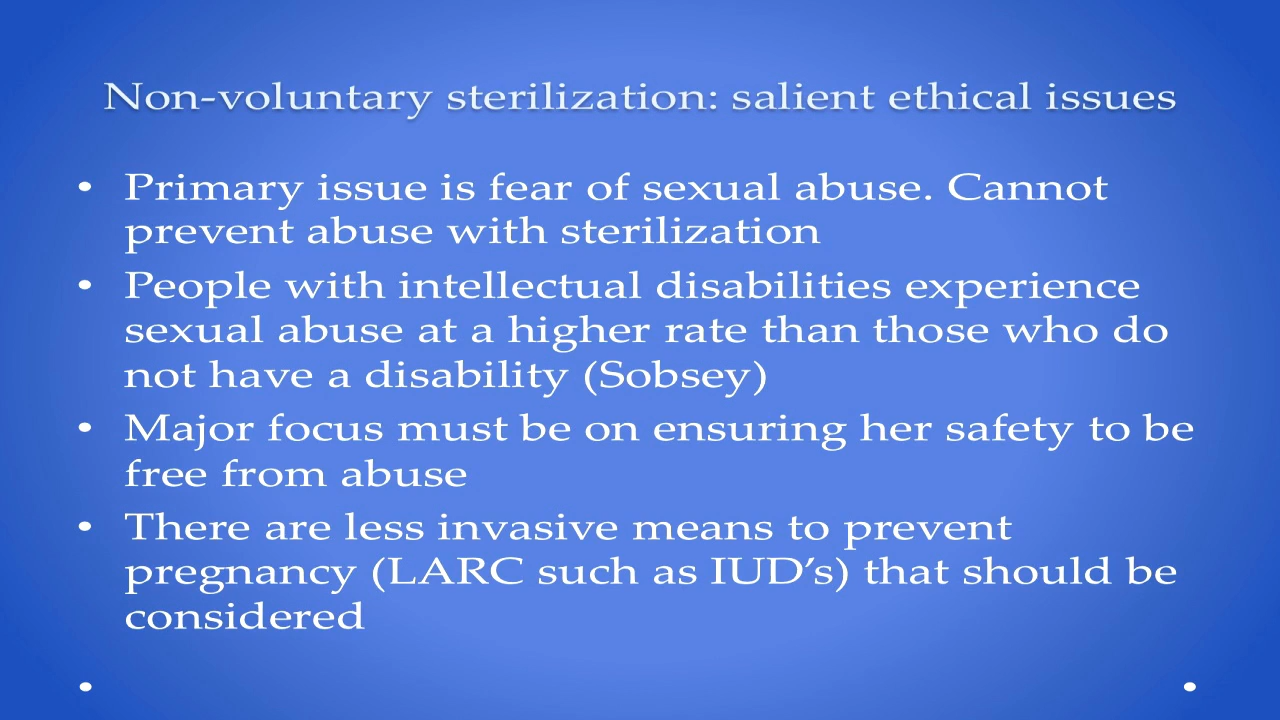 Non-voluntary sterilization: salient ethical issues
• Primary issue is fear of sexual abuse. Cannot
prevent abuse with sterilization
• People with intellectual disabilities experience
sexual abuse at a higher rate than those who do
not have a disability (Sobsey)
• Major focus must be on ensuring her safety to be
free from abuse
• There are less invasive means to prevent
pregnancy (LARC such as IUD’s) that should be
considered